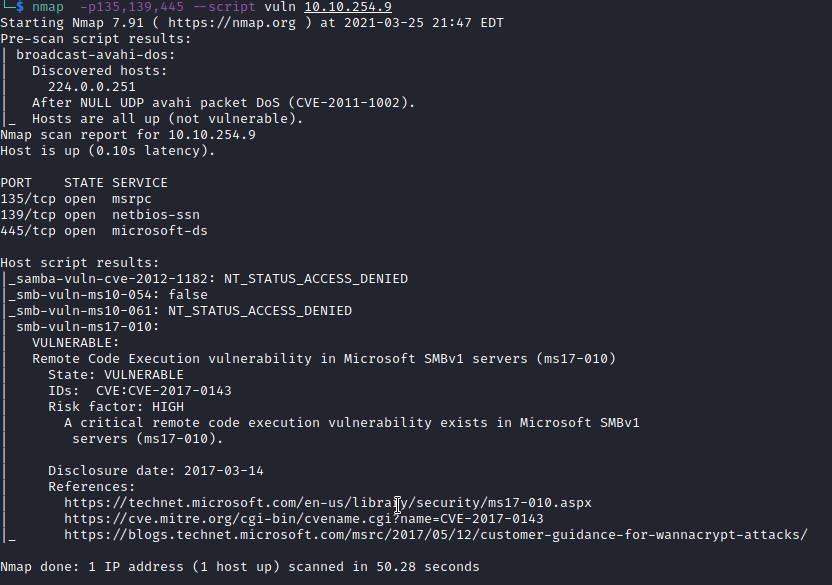 └─$ nmap  -p135,139,445 --script vuln 10.10.254.9
Starting Nmap 7.91 ( https://nmap.org ) at 2021-03-25 21:47 EDT
Pre-scan script results:
| broadcast-avahi-dos:
|   Discovered hosts:
|     224.0.0.251
|   After NULL UDP avahi packet DoS (CVE-2011-1002).
|_  Hosts are all up (not vulnerable).
Nmap scan report for 10.10.254.9
Host is up (0.10s latency).

PORT    STATE SERVICE
135/tcp open  msrpc
139/tcp open  netbios-ssn
445/tcp open  microsoft-ds

Host script results:
|_samba-vuln-cve-2012-1182: NT_STATUS_ACCESS_DENIED
|_smb-vuln-ms10-054: false
|_smb-vuln-ms10-061: NT_STATUS_ACCESS_DENIED
| smb-vuln-ms17-010:
|   VULNERABLE:
|   Remote Code Execution vulnerability in Microsoft SMBv1 servers (ms17-010)
|     State: VULNERABLE
|     IDs:  CVE:CVE-2017-0143
|     Risk factor: HIGH
|       A critical remote code execution vulnerability exists in Microsoft SMBv1
|        servers (ms17-010).
|
|     Disclosure date: 2017-03-14
|     References:
|       https://technet.microsoft.com/en-us/library/security/ms17-010.aspx
|       https://cve.mitre.org/cgi-bin/cvename.cgi?name=CVE-2017-0143
|_      https://blogs.technet.microsoft.com/msrc/2017/05/12/customer-guidance-for-wannacrypt-attacks/

Nmap done: 1 IP address (1 host up) scanned in 50.28 seconds